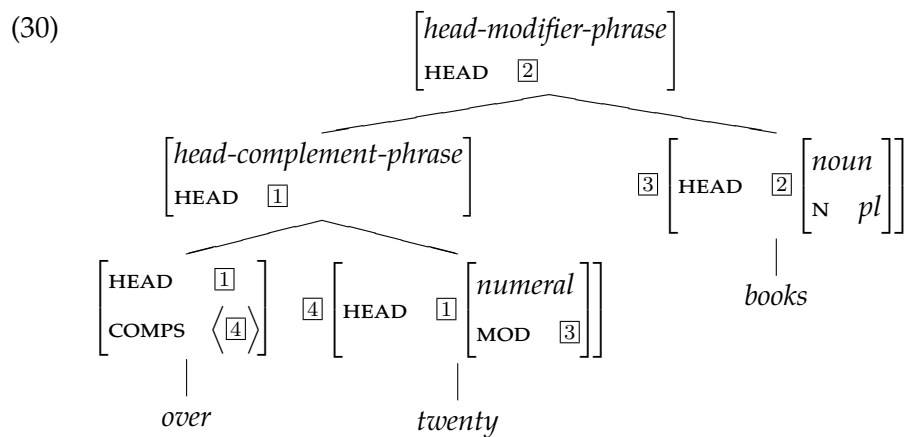 (30)
head-modifier-phrase
HEAD 2
head-complement-phrase
HEAD 1
3 HEAD 2 noun
N pl
HEAD 1
COMPS ⟨4⟩
4 HEAD 1 numeral
MOD 3
books
over
twenty